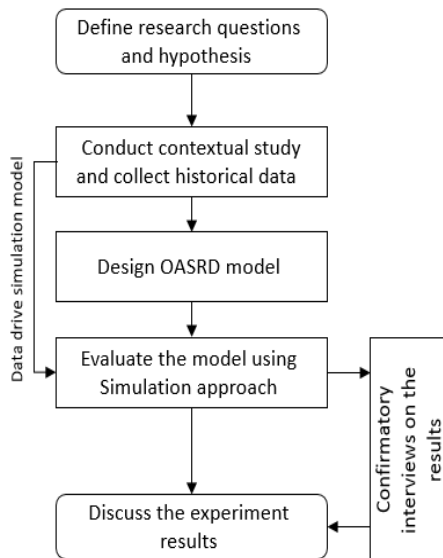 Define research questions
and hypothesis
Conduct contextual study
and collect historical data
Data drive simulation model
Design OASRD model
Evaluate the model using
Simulation approach
Confirmatory
interviews on the
results
Discuss the experiment
results